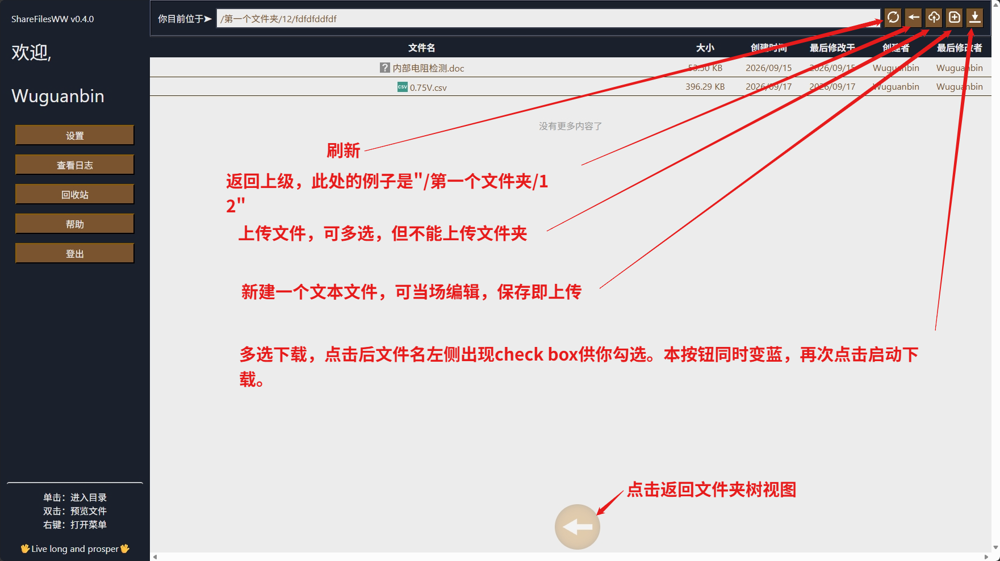 ShareFilesWW v0.4.0
欢迎,
Wuguanbin
设置
查看日志
回收站
帮助
登出
单击：进入目录
双击：预览文件
右键：打开菜单
🖖Live long and prosper🖖
你目前位于➤ /第一个文件夹/12/fdfdfddfdf
文件名 大小 创建时间 最后修改于 创建者 最后修改者
内部电阻检测.doc 53.50 KB 2026/09/15 2026/09/15 Wuguanbin Wuguanbin
CSV 0.75V.csv 396.29 KB 2026/09/17 2026/09/17 Wuguanbin Wuguanbin
没有更多内容了
刷新
返回上级，此处的例子是"/第一个文件夹/1
2"
上传文件，可多选，但不能上传文件夹
新建一个文本文件，可当场编辑，保存即上传
多选下载，点击后文件名左侧出现check box供你勾选。本按钮同时变蓝，再次点击启动下
载。
点击返回文件夹树视图